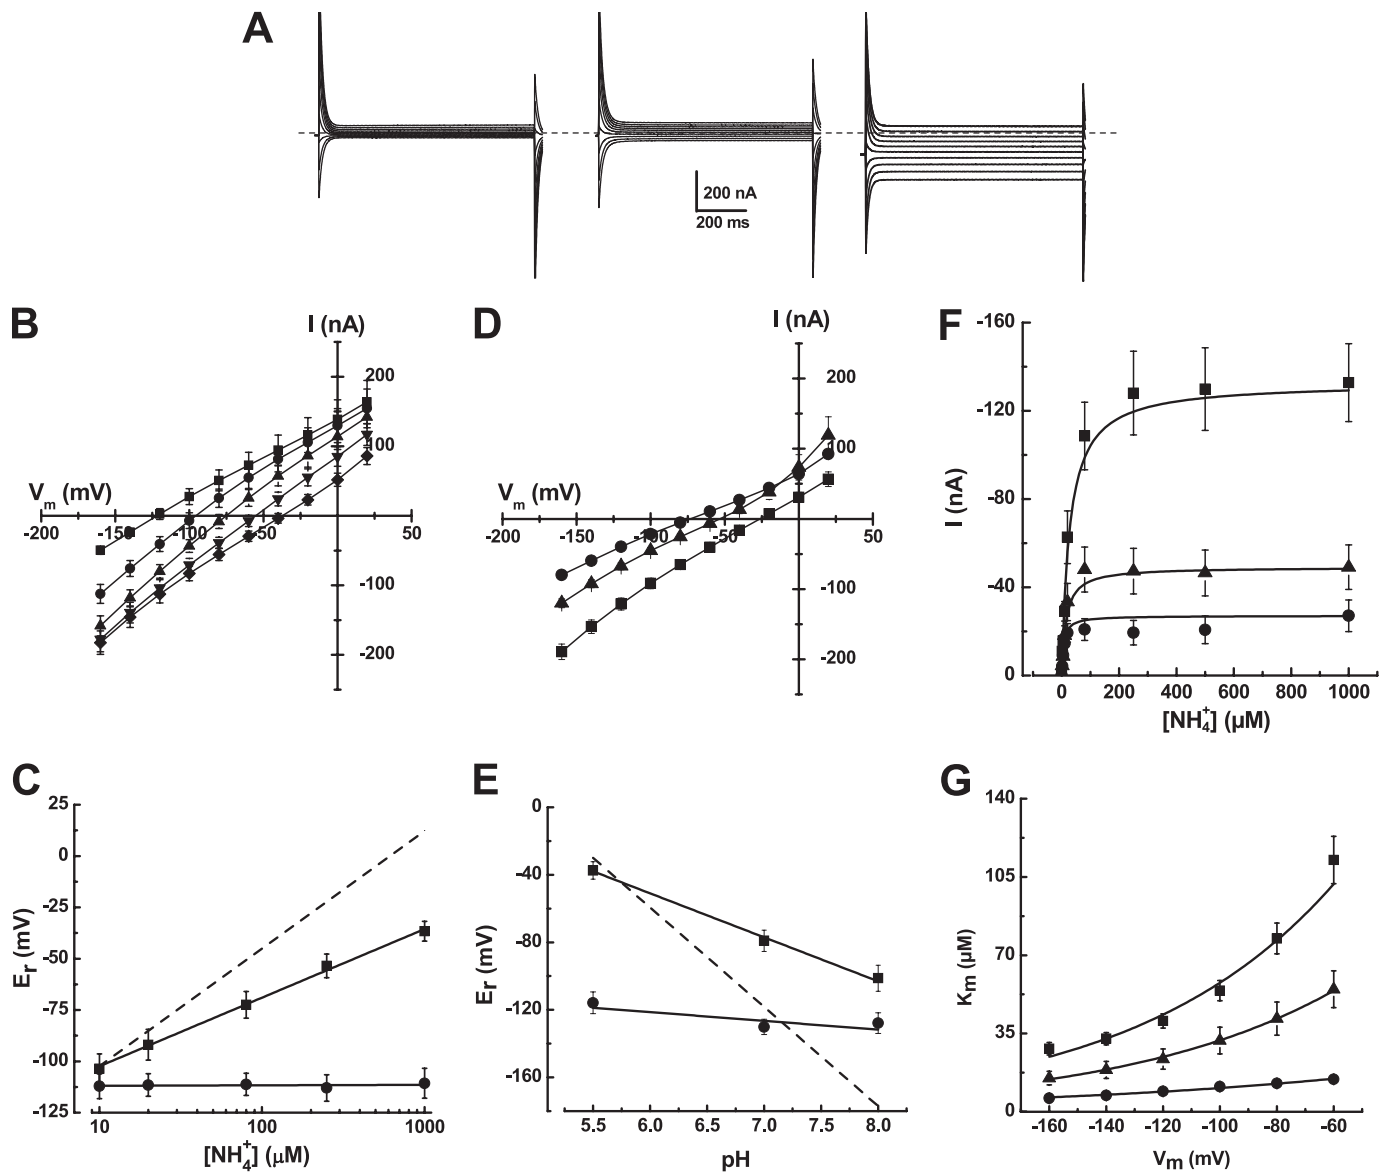 A
200 nA
200 ms
B
I (nA)
200
100
V_m (mV)
-200
-150
-100
-50
50
-100
-200
D
I (nA)
200
100
V_m (mV)
-200
-150
-100
-50
50
-100
-200
F
-160
-120
-80
-40
0
I (nA)
0
200
400
600
800
1000
[NH₄⁺] (µM)
C
25
0
-25
-50
-75
-100
-125
E_r (mV)
10
100
1000
[NH₄⁺] (µM)
E
0
-40
-80
-120
-160
E_r (mV)
5.5
6.0
6.5
7.0
7.5
8.0
pH
G
140
105
70
35
0
K_m (µM)
-160
-140
-120
-100
-80
-60
V_m (mV)